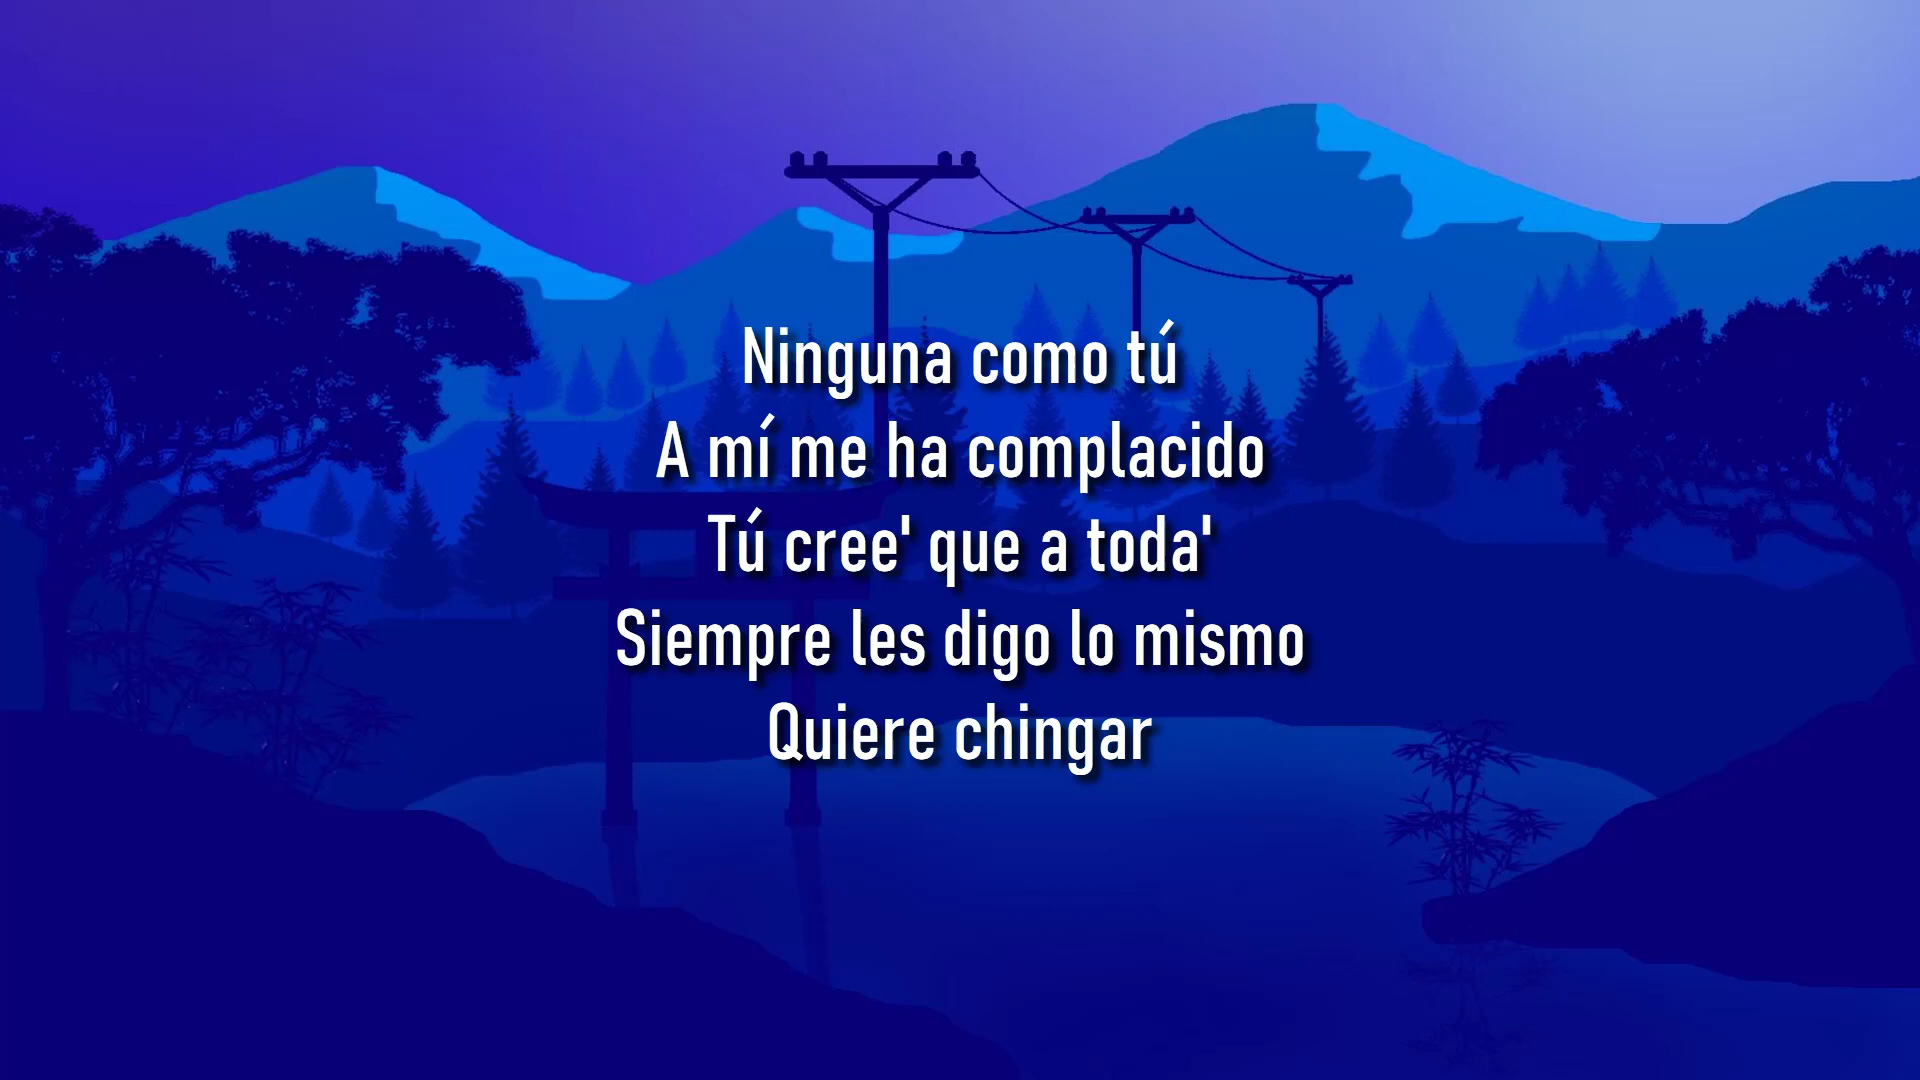 Ninguna como tú
A mí me ha complacido
Tú cree' que a toda'
Siempre les digo lo mismo
Quiere chingar